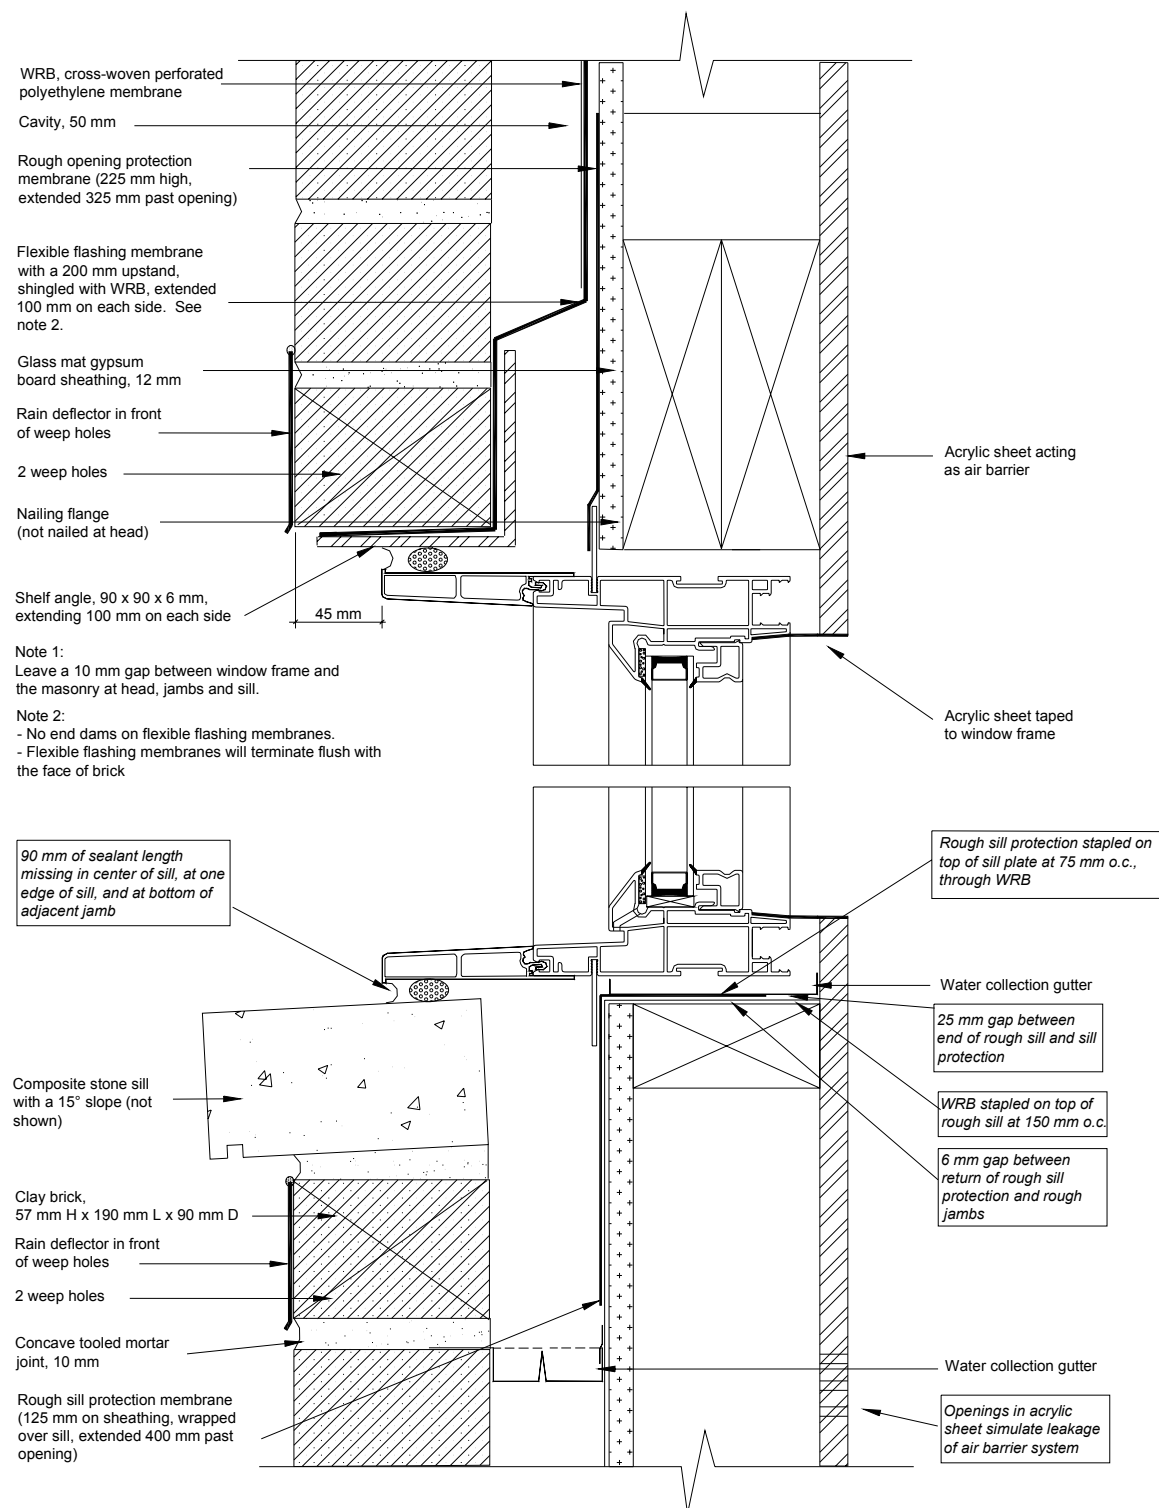 WRB, cross-woven perforated
polyethylene membrane
Cavity, 50 mm
Rough opening protection
membrane (225 mm high,
extended 325 mm past opening)
Flexible flashing membrane
with a 200 mm upstand,
shingled with WRB, extended
100 mm on each side.  See
note 2.
Glass mat gypsum
board sheathing, 12 mm
Rain deflector in front
of weep holes
2 weep holes
Nailing flange
(not nailed at head)
Shelf angle, 90 x 90 x 6 mm,
extending 100 mm on each side
45 mm
Note 1:
Leave a 10 mm gap between window frame and
the masonry at head, jambs and sill.
Note 2:
- No end dams on flexible flashing membranes.
- Flexible flashing membranes will terminate flush with
the face of brick
Acrylic sheet acting
as air barrier
Acrylic sheet taped
to window frame
90 mm of sealant length
missing in center of sill, at one
edge of sill, and at bottom of
adjacent jamb
Composite stone sill
with a 15° slope (not
shown)
Clay brick,
57 mm H x 190 mm L x 90 mm D
Rain deflector in front
of weep holes
2 weep holes
Concave tooled mortar
joint, 10 mm
Rough sill protection membrane
(125 mm on sheathing, wrapped
over sill, extended 400 mm past
opening)
Rough sill protection stapled on
top of sill plate at 75 mm o.c.,
through WRB
Water collection gutter
25 mm gap between
end of rough sill and sill
protection
WRB stapled on top of
rough sill at 150 mm o.c.
6 mm gap between
return of rough sill
protection and rough
jambs
Water collection gutter
Openings in acrylic
sheet simulate leakage
of air barrier system